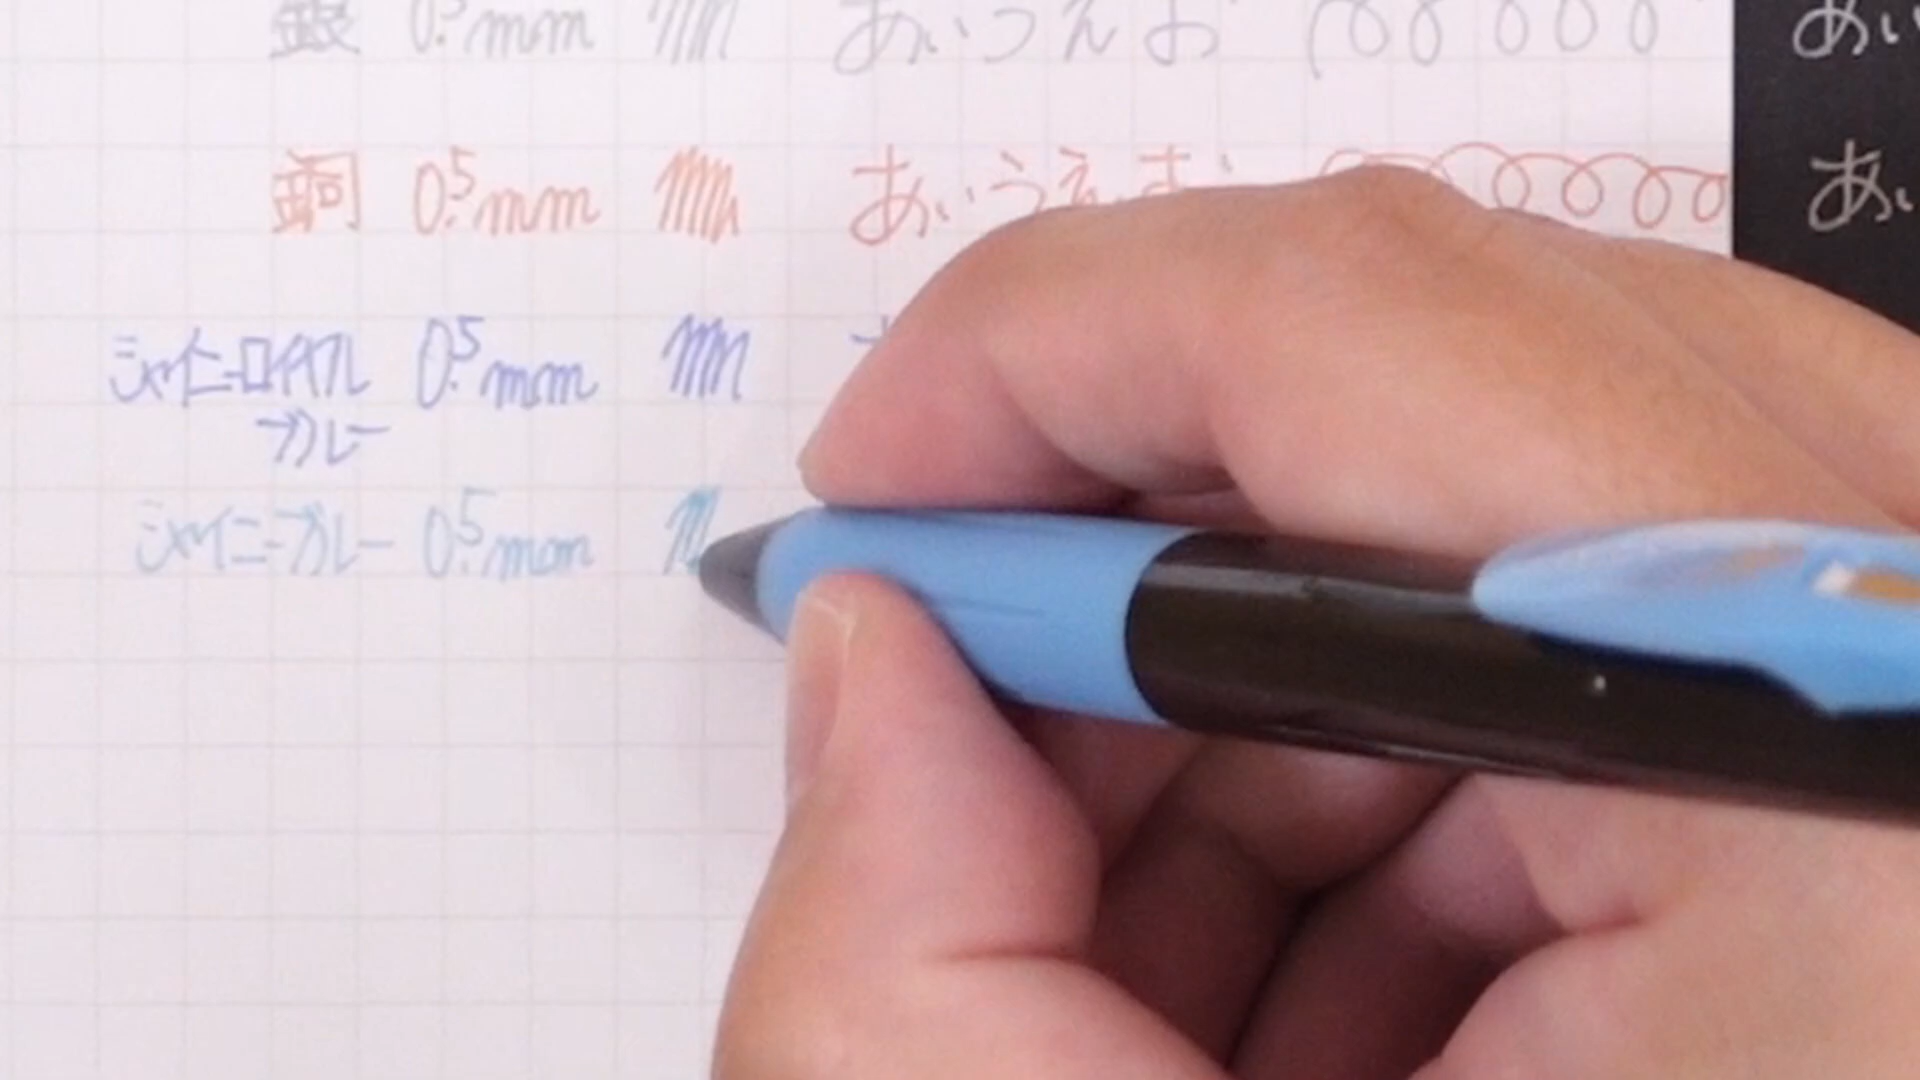 銀 0.5mm あいうえお あい
銅 0.5mm あいうえお あい
シャイニーロイヤル 0.5mm
ブルー
シャイニーブルー 0.5mm